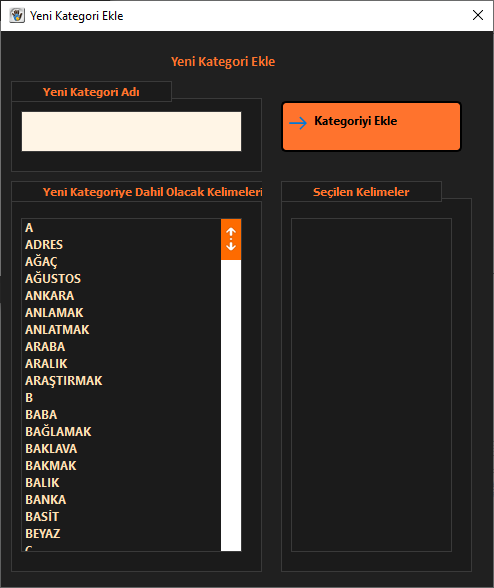 Yeni Kategori Ekle
Yeni Kategori Ekle
Yeni Kategori Adı
Kategoriyi Ekle
Yeni Kategoriye Dahil Olacak Kelimeleri
A
ADRES
AĞAÇ
AĞUSTOS
ANKARA
ANLAMAK
ANLATMAK
ARABA
ARALIK
ARAŞTIRMAK
B
BABA
BAĞLAMAK
BAKLAVA
BAKMAK
BALIK
BANKA
BASİT
BEYAZ
Seçilen Kelimeler